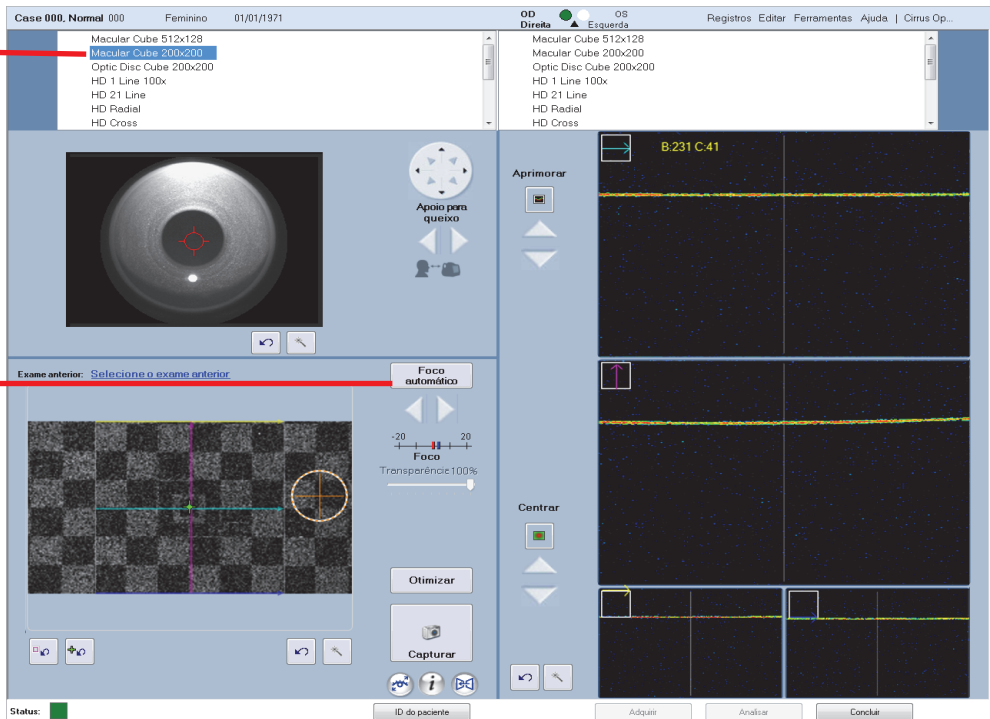 Case 000, Normal 000 Feminino 01/01/1971 OD OS Registros Editar Ferramentas Ajuda | Cirrus Op...
Direita Esquerda
Macular Cube 512x128
Macular Cube 200x200
Optic Disc Cube 200x200
HD 1 Line 100x
HD 21 Line
HD Radial
HD Cross
Macular Cube 512x128
Macular Cube 200x200
Optic Disc Cube 200x200
HD 1 Line 100x
HD 21 Line
HD Radial
HD Cross
Apoio para
queixo
Aprimorar
B:231 C:41
Exame anterior: Selecione o exame anterior
Foco
automático
-20 20
Foco
Transparêncie 100%
Otimizar
Capturar
i
Centrar
Status:
ID do paciente
Adquirir
Analisar
Concluir